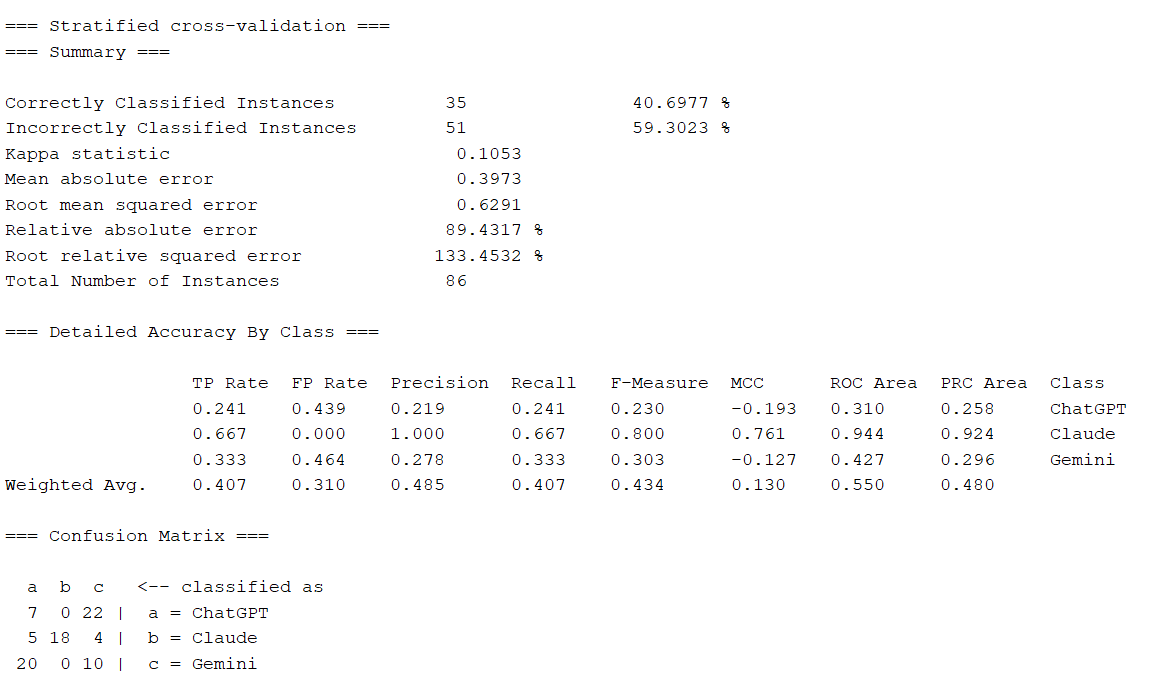 === Stratified cross-validation ===
=== Summary ===

Correctly Classified Instances          35               40.6977 %
Incorrectly Classified Instances        51               59.3023 %
Kappa statistic                          0.1053
Mean absolute error                      0.3973
Root mean squared error                  0.6291
Relative absolute error                 89.4317 %
Root relative squared error            133.4532 %
Total Number of Instances               86

=== Detailed Accuracy By Class ===

                 TP Rate  FP Rate  Precision  Recall   F-Measure  MCC      ROC Area  PRC Area  Class
                 0.241    0.439    0.219      0.241    0.230      -0.193   0.310     0.258     ChatGPT
                 0.667    0.000    1.000      0.667    0.800      0.761    0.944     0.924     Claude
                 0.333    0.464    0.278      0.333    0.303      -0.127   0.427     0.296     Gemini
Weighted Avg.    0.407    0.310    0.485      0.407    0.434      0.130    0.550     0.480

=== Confusion Matrix ===

  a  b  c   <-- classified as
  7  0 22 |  a = ChatGPT
  5 18  4 |  b = Claude
 20  0 10 |  c = Gemini